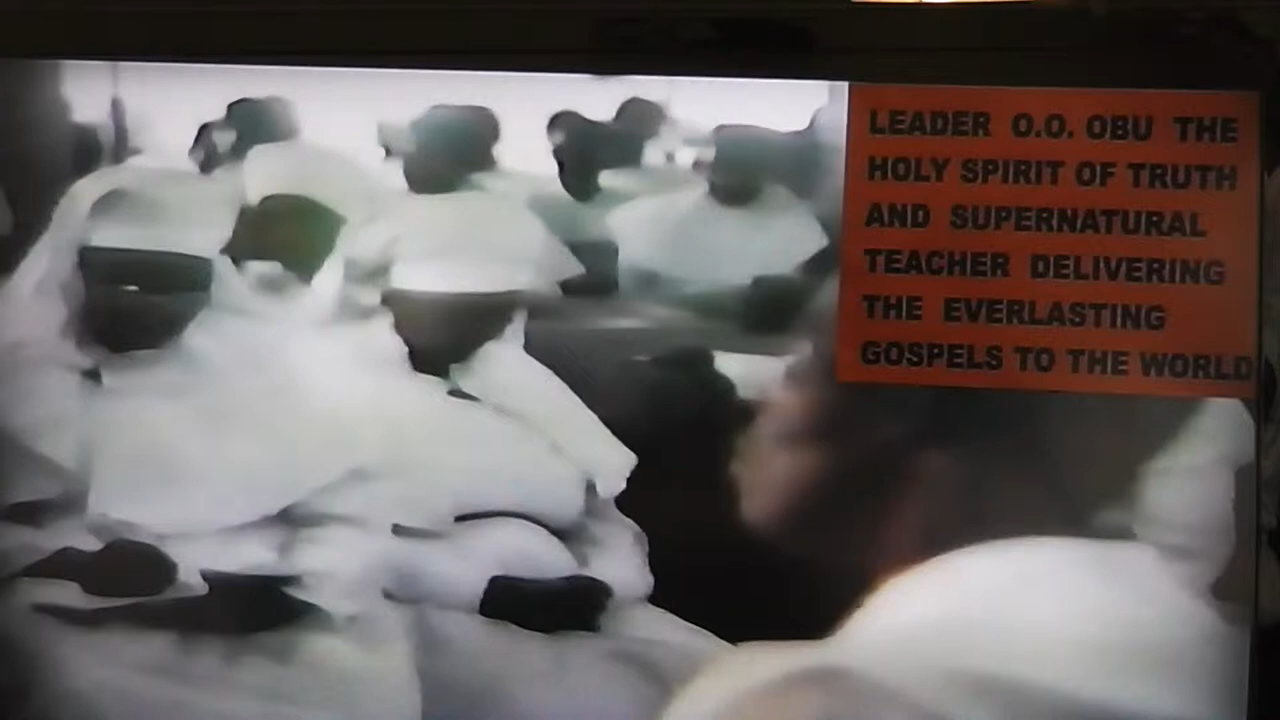 LEADER O.O. OBU THE
HOLY SPIRIT OF TRUTH
AND SUPERNATURAL
TEACHER DELIVERING
THE EVERLASTING
GOSPELS TO THE WORLD